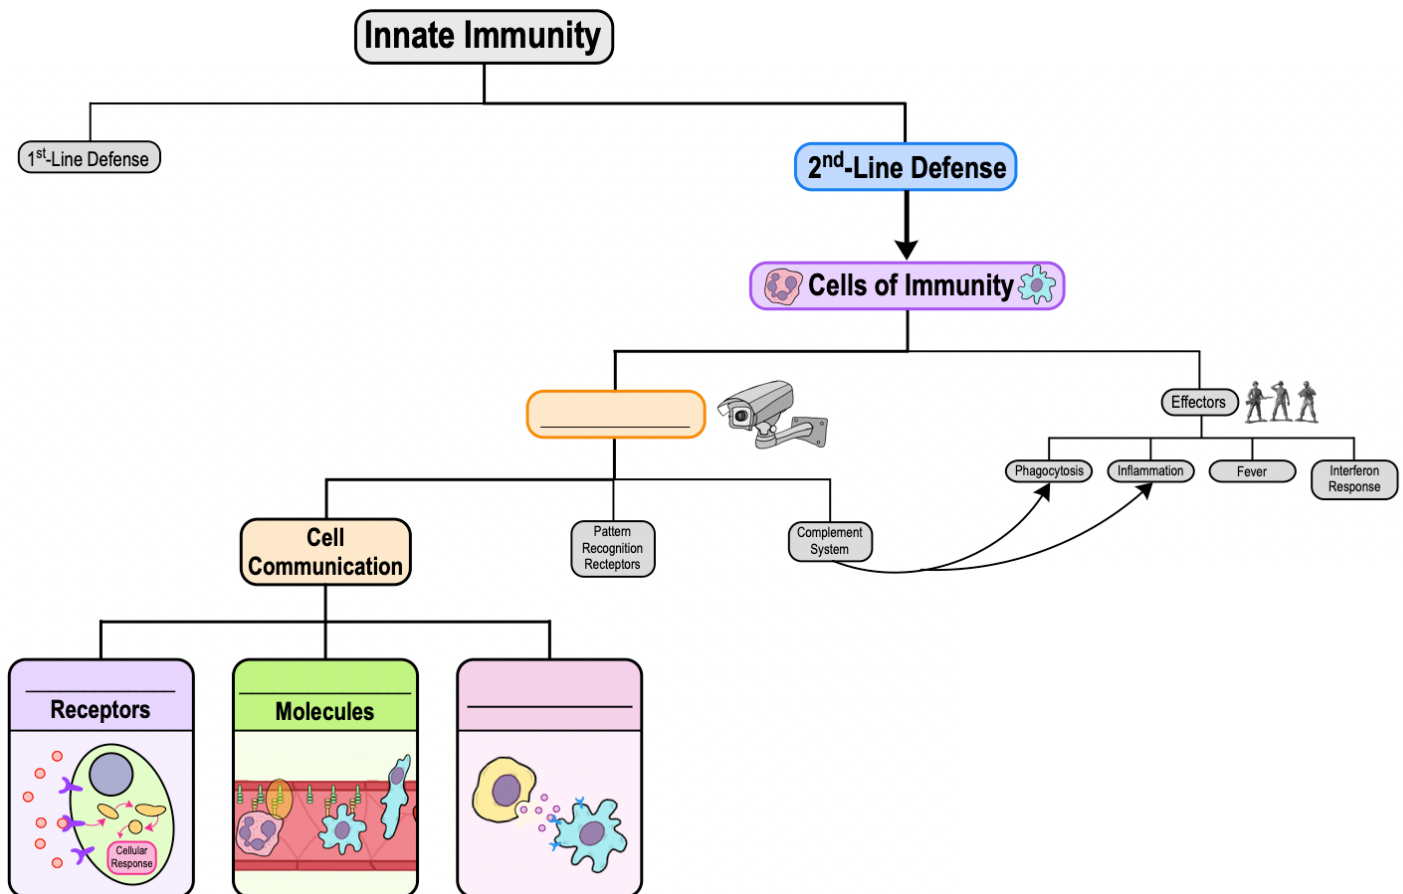 Innate Immunity
1st-Line Defense
2nd-Line Defense
Cells of Immunity
Effectors
Phagocytosis
Inflammation
Fever
Interferon
Response
Cell
Communication
Pattern
Recognition
Recteptors
Complement
System
Receptors
Molecules
Cellular
Response